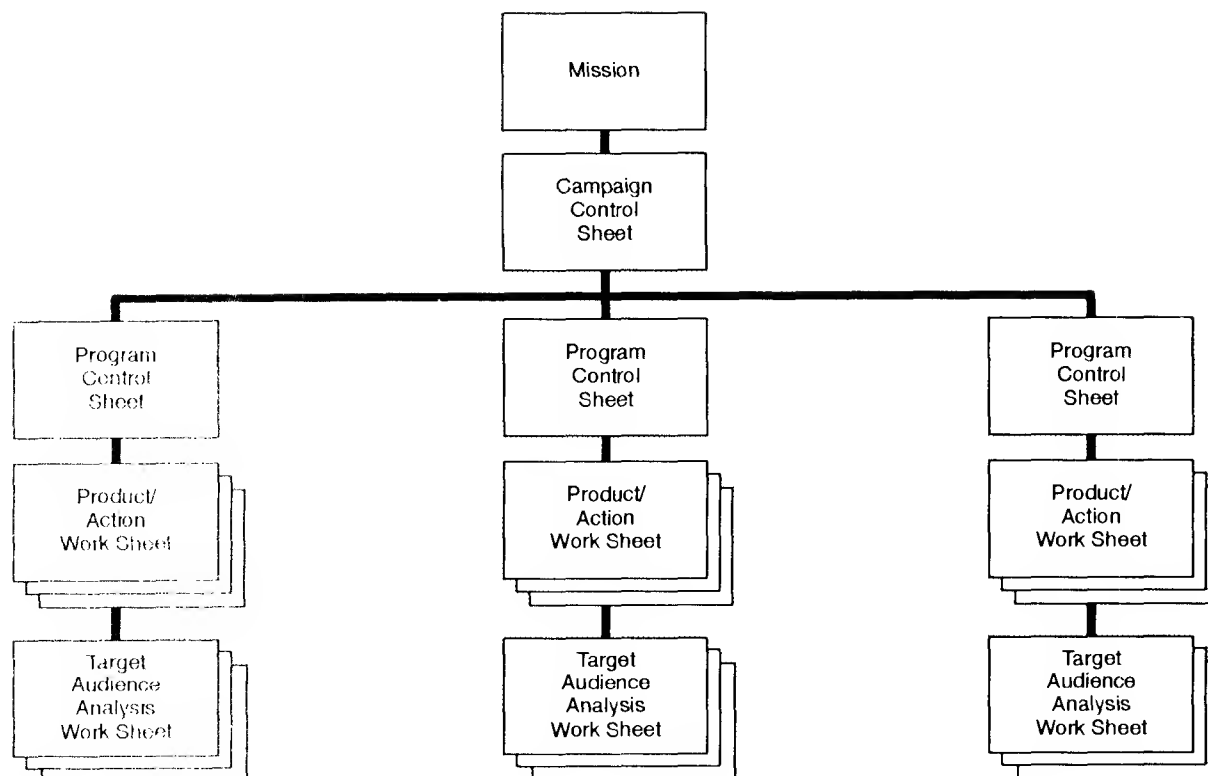 Mission
Campaign
Control
Sheet
Program
Control
Sheet
Program
Control
Sheet
Program
Control
Sheet
Product/
Action
Work Sheet
Product/
Action
Work Sheet
Product/
Action
Work Sheet
Target
Audience
Analysis
Work Sheet
Target
Audience
Analysis
Work Sheet
Target
Audience
Analysis
Work Sheet